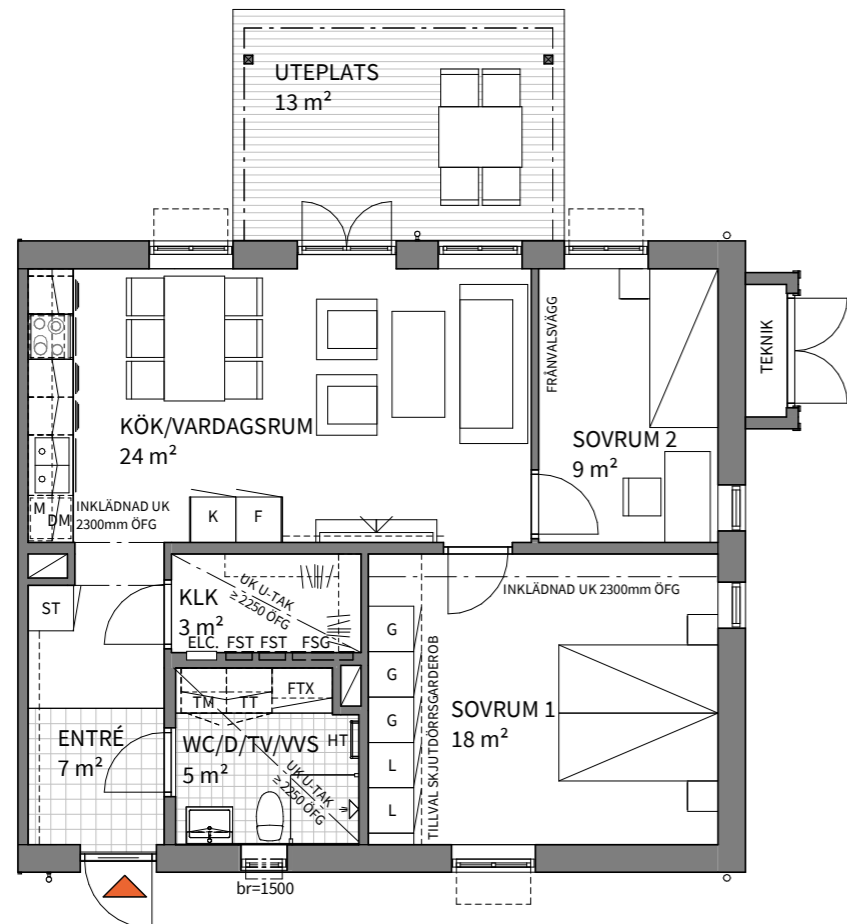 UTEPLATS
13 m²
TEKNIK
FRÅNVALSVÄGG
KÖK/VARDAGSRUM
24 m²
SOVRUM 2
9 m²
M
DM
INKLÄDNAD UK
2300mm ÖFG
K
F
ST
KLK
3 m²
UK U-TAK
≥ 2250 ÖFG
ELC.
FST
FST
FSG
INKLÄDNAD UK 2300mm ÖFG
G
G
G
L
L
TILLVAL SKJUTDÖRRSGARDEROB
SOVRUM 1
18 m²
TM
TT
FTX
ENTRÉ
7 m²
WC/D/TV/VVS
5 m²
HT
UK U-TAK
≥ 2250 ÖFG
br=1500